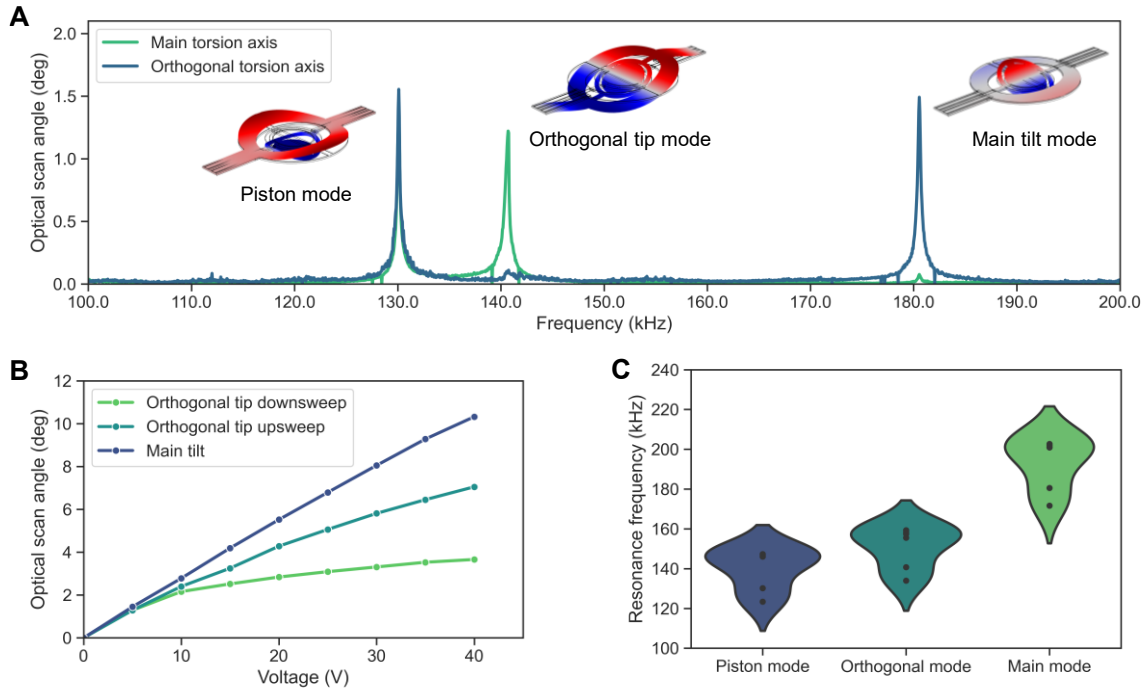 A
Optical scan angle (deg)
2.0
1.5
1.0
0.5
0.0
Main torsion axis
Orthogonal torsion axis
Piston mode
Orthogonal tip mode
Main tilt mode
100.0 110.0 120.0 130.0 140.0 150.0 160.0 170.0 180.0 190.0 200.0
Frequency (kHz)
B
Optical scan angle (deg)
12
10
8
6
4
2
0
Orthogonal tip downsweep
Orthogonal tip upsweep
Main tilt
0 10 20 30 40
Voltage (V)
C
Resonance frequency (kHz)
240
220
200
180
160
140
120
100
Piston mode Orthogonal mode Main mode